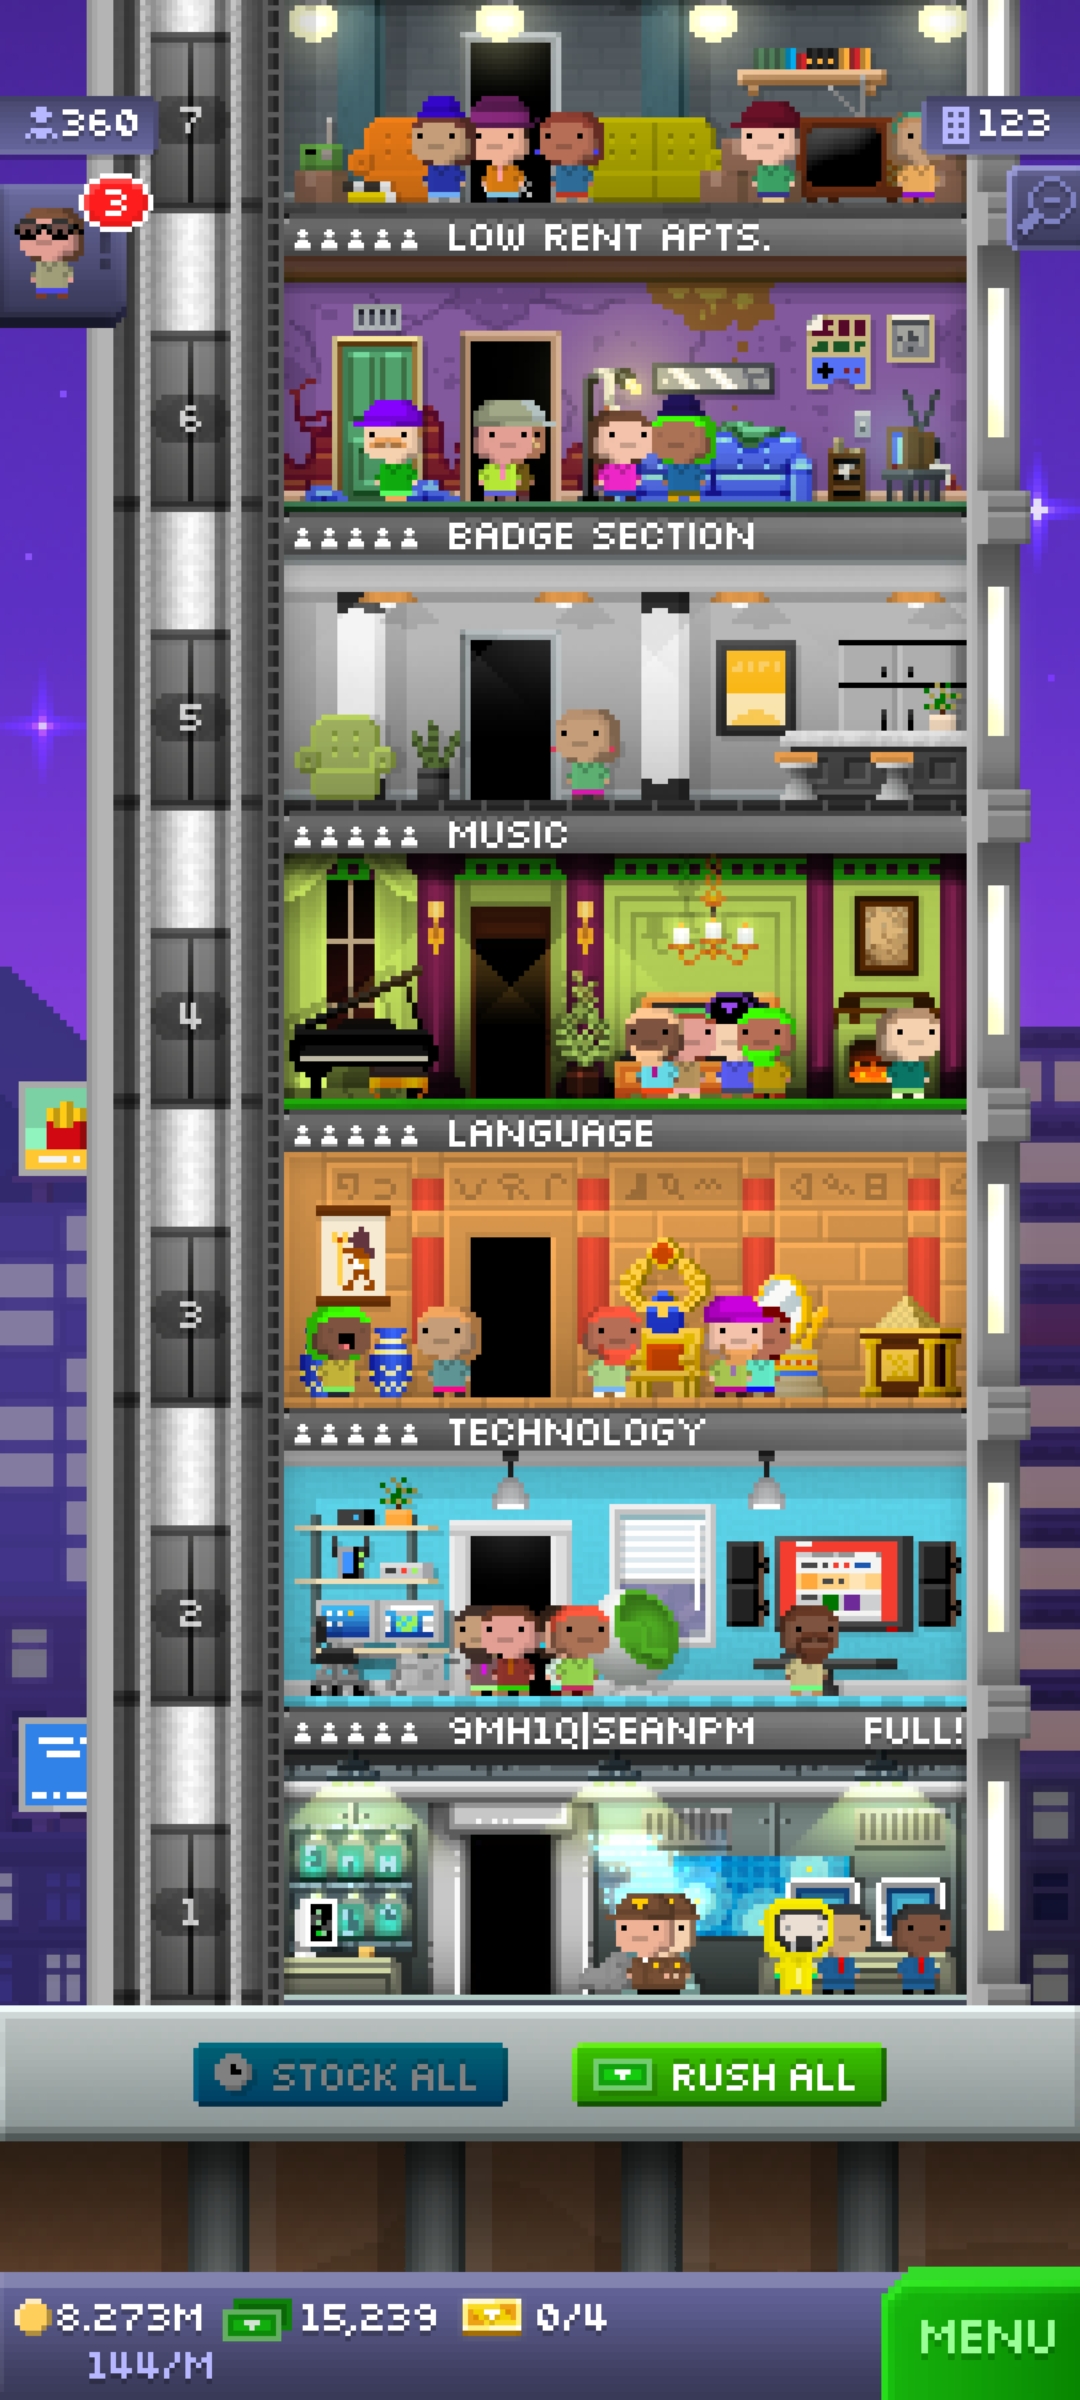 7
360
123
3
LOW RENT APTS.
6
BADGE SECTION
5
MUSIC
4
LANGUAGE
3
TECHNOLOGY
2
9MH1Q|SEANPM FULL!
1
STOCK ALL
RUSH ALL
8.273M 15,239 0/4
144/M
MENU